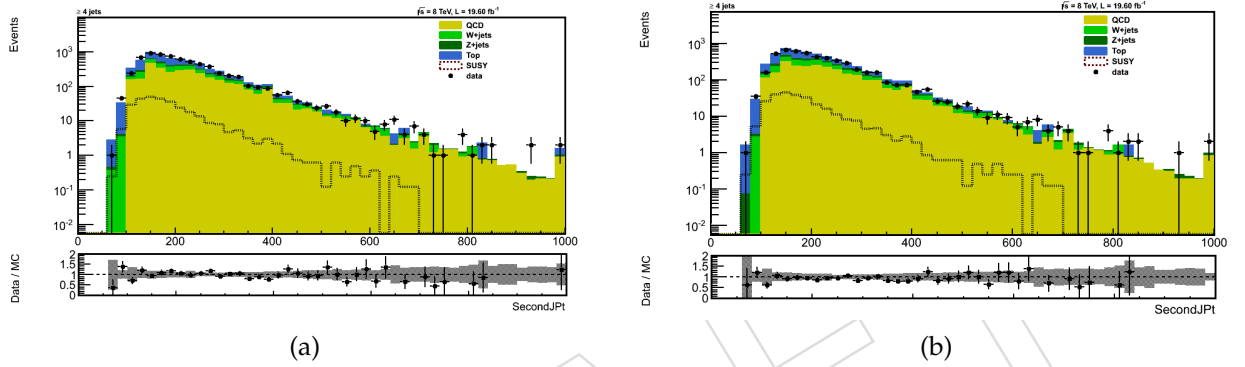 ≥ 4 jets
√s = 8 TeV, L = 19.60 fb⁻¹
Events
QCD
W+jets
Z+jets
Top
SUSY
data
10³
10²
10
1
10⁻¹
10⁻²
0 200 400 600 800 1000
Data / MC
2
1.5
1
0.5
0
SecondJPt
(a)
≥ 4 jets
√s = 8 TeV, L = 19.60 fb⁻¹
Events
QCD
W+jets
Z+jets
Top
SUSY
data
10³
10²
10
1
10⁻¹
10⁻²
0 200 400 600 800 1000
Data / MC
2
1.5
1
0.5
0
SecondJPt
(b)